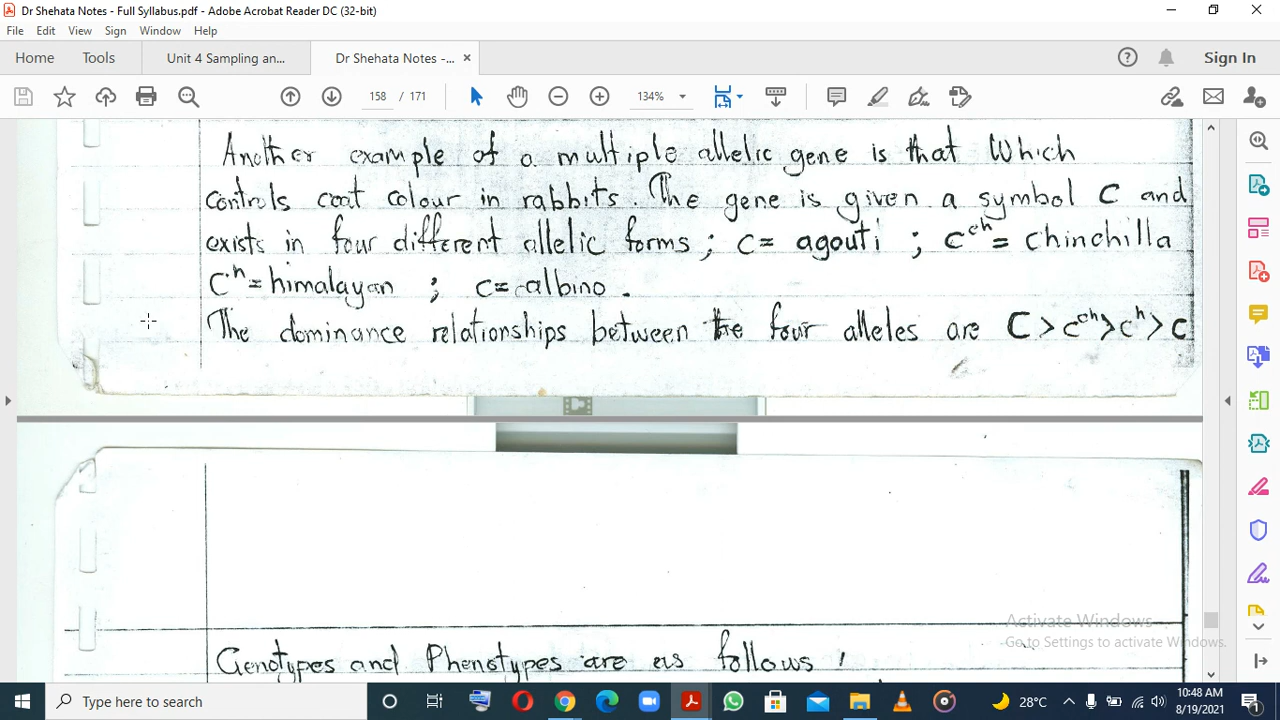 Dr Shehata Notes - Full Syllabus.pdf - Adobe Acrobat Reader DC (32-bit)
File Edit View Sign Window Help
Home Tools Unit 4 Sampling an... Dr Shehata Notes -... ×
Sign In
158 / 171 134%
Another example of a multiple allelic gene is that Which
controls coat colour in rabbits. The gene is given a symbol C and
exists in four different allelic forms ; C = agouti ; C^ch = chinchilla
C^h = himalayan ; c = albino .
The dominance relationships between the four alleles are C > c^ch > c^h > c
Genotypes and Phenotypes are as follows
Activate Windows
Go to Settings to activate Windows.
Type here to search
28°C
8/19/2021